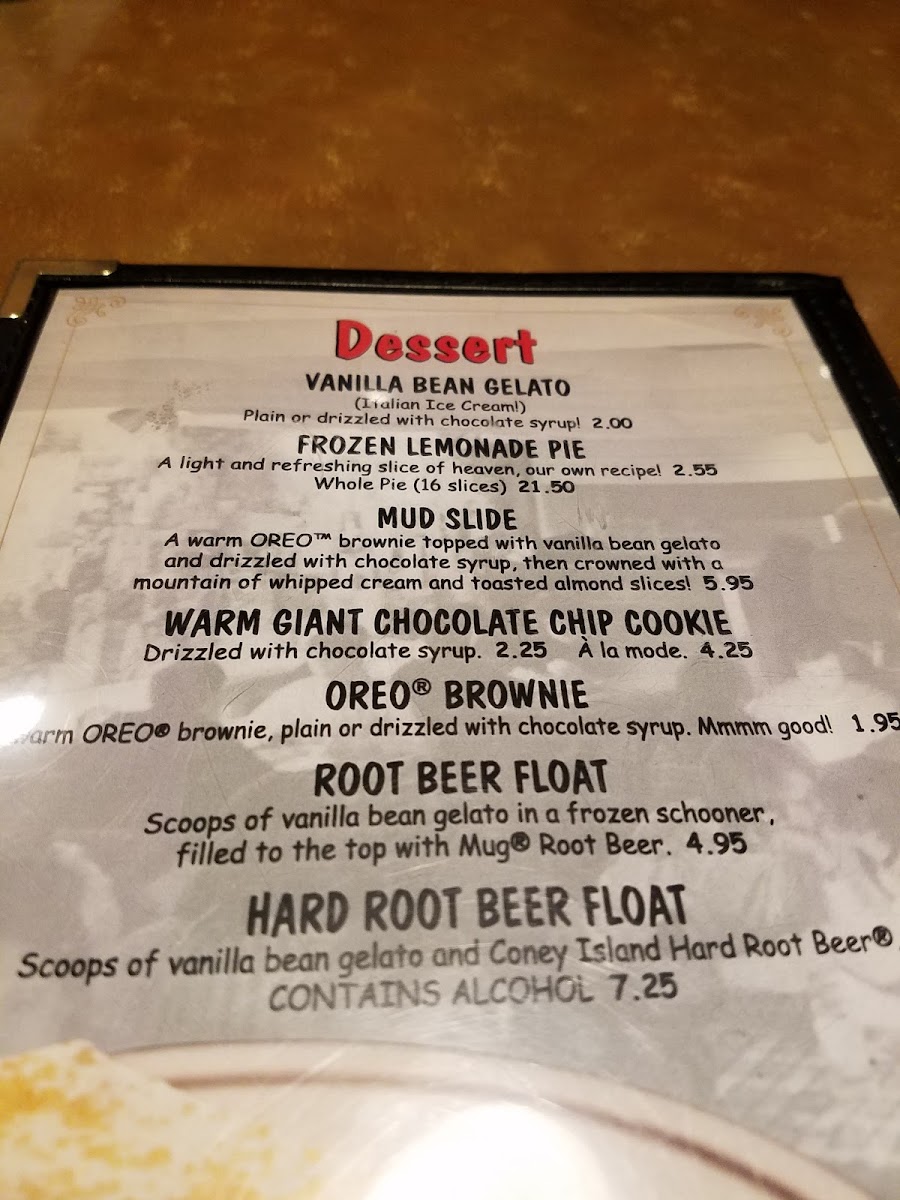 Dessert
VANILLA BEAN GELATO
(Italian Ice Cream!)
Plain or drizzled with chocolate syrup! 2.00
FROZEN LEMONADE PIE
A light and refreshing slice of heaven, our own recipe! 2.55
Whole Pie (16 slices) 21.50
MUD SLIDE
A warm OREO™ brownie topped with vanilla bean gelato
and drizzled with chocolate syrup, then crowned with a
mountain of whipped cream and toasted almond slices! 5.95
WARM GIANT CHOCOLATE CHIP COOKIE
Drizzled with chocolate syrup. 2.25 À la mode. 4.25
OREO® BROWNIE
warm OREO® brownie, plain or drizzled with chocolate syrup. Mmmm good! 1.95
ROOT BEER FLOAT
Scoops of vanilla bean gelato in a frozen schooner,
filled to the top with Mug® Root Beer. 4.95
HARD ROOT BEER FLOAT
Scoops of vanilla bean gelato and Coney Island Hard Root Beer®.
CONTAINS ALCOHOL 7.25